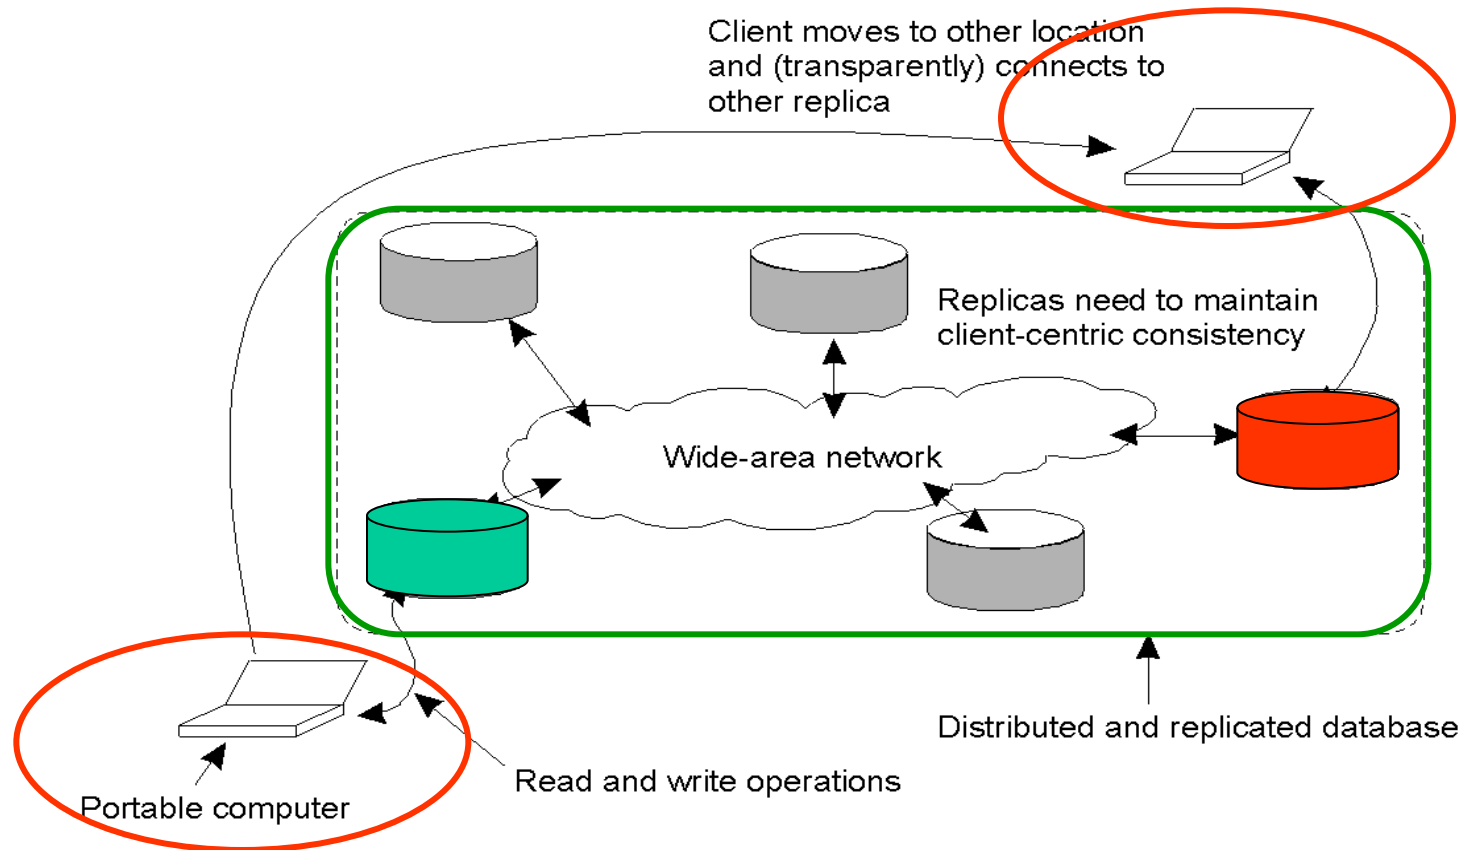 Client moves to other location
and (transparently) connects to
other replica
Replicas need to maintain
client-centric consistency
Wide-area network
Distributed and replicated database
Read and write operations
Portable computer